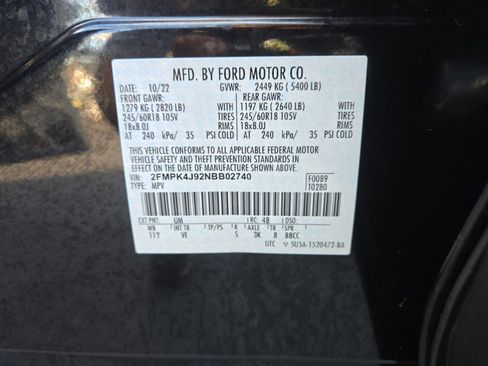 MFD. BY FORD MOTOR CO.
DATE: 10/22 GVWR: 2449 KG ( 5400 LB)
FRONT GAWR: REAR GAWR:
1279 KG ( 2820 LB) 1197 KG ( 2640 LB)
245/60R18 105V TIRES 245/60R18 105V TIRES
18x8.0J RIMS 18x8.0J RIMS
AT 240 kPa/ 35 PSI COLD AT 240 kPa/ 35 PSI COLD
THIS VEHICLE CONFORMS TO ALL APPLICABLE FEDERAL MOTOR
VEHICLE SAFETY AND THEFT PREVENTION STANDARDS IN
EFFECT ON THE DATE OF MANUFACTURE SHOWN ABOVE.
VIN: 2FMPK4J92NBB02740 F0089
TYPE: MPV T0280
EXT PNT: UM RC: 48 DSO:
WB INT TR TP/PS R AXLE TR SPR
112 VE S 3K 8 BBCC
UTC 5U5A-1520472-BA